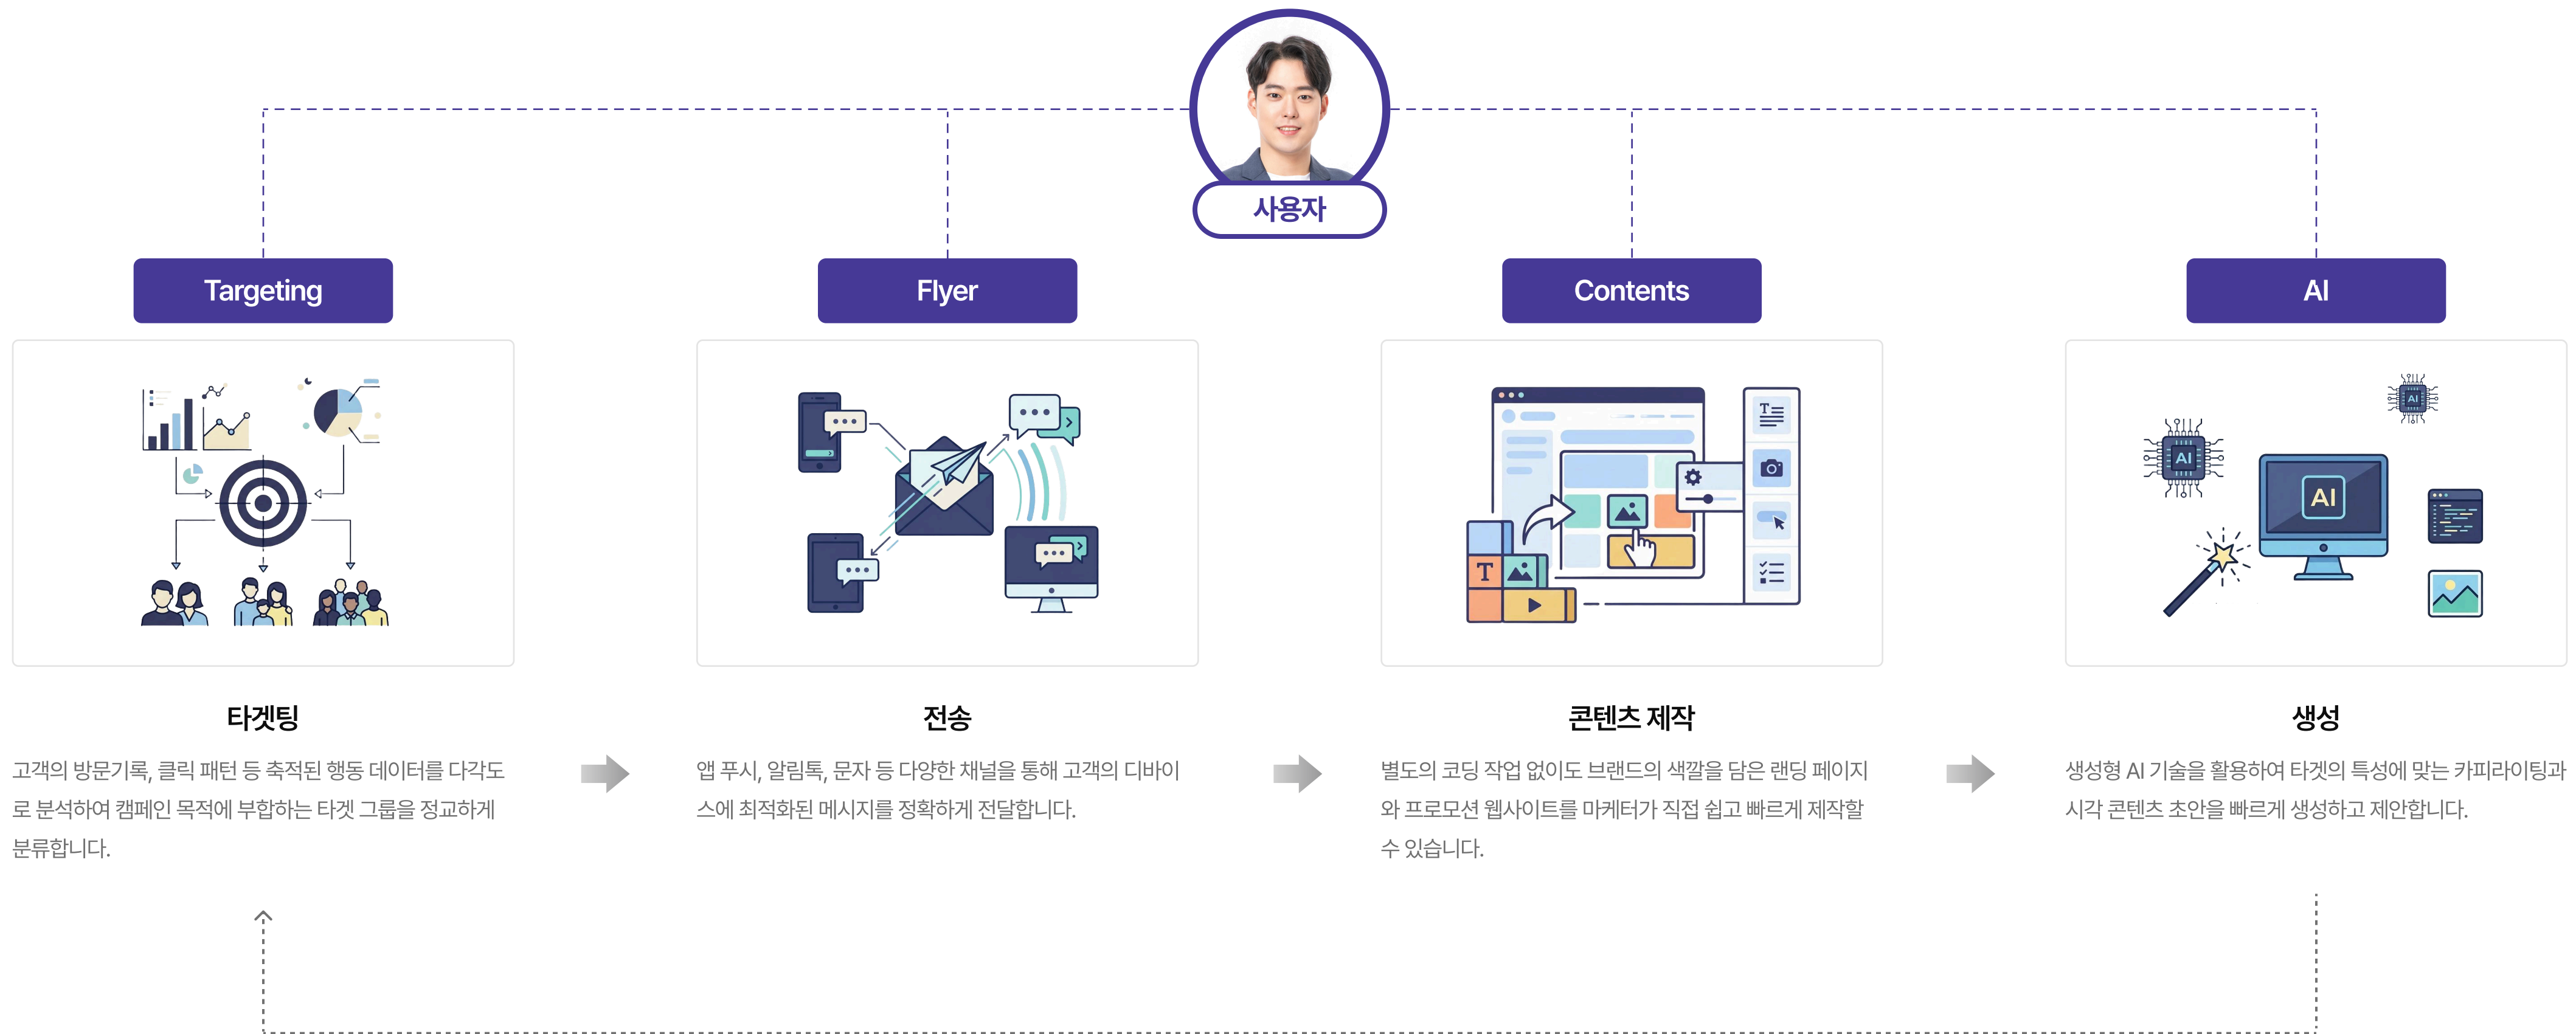 사용자
Targeting
Flyer
Contents
AI
T
T
AI
AI
AI
타겟팅
고객의 방문기록, 클릭 패턴 등 축적된 행동 데이터를 다각도
로 분석하여 캠페인 목적에 부합하는 타겟 그룹을 정교하게
분류합니다.
전송
앱 푸시, 알림톡, 문자 등 다양한 채널을 통해 고객의 디바이
스에 최적화된 메시지를 정확하게 전달합니다.
콘텐츠 제작
별도의 코딩 작업 없이도 브랜드의 색깔을 담은 랜딩 페이지
와 프로모션 웹사이트를 마케터가 직접 쉽고 빠르게 제작할
수 있습니다.
생성
생성형 AI 기술을 활용하여 타겟의 특성에 맞는 카피라이팅과
시각 콘텐츠 초안을 빠르게 생성하고 제안합니다.